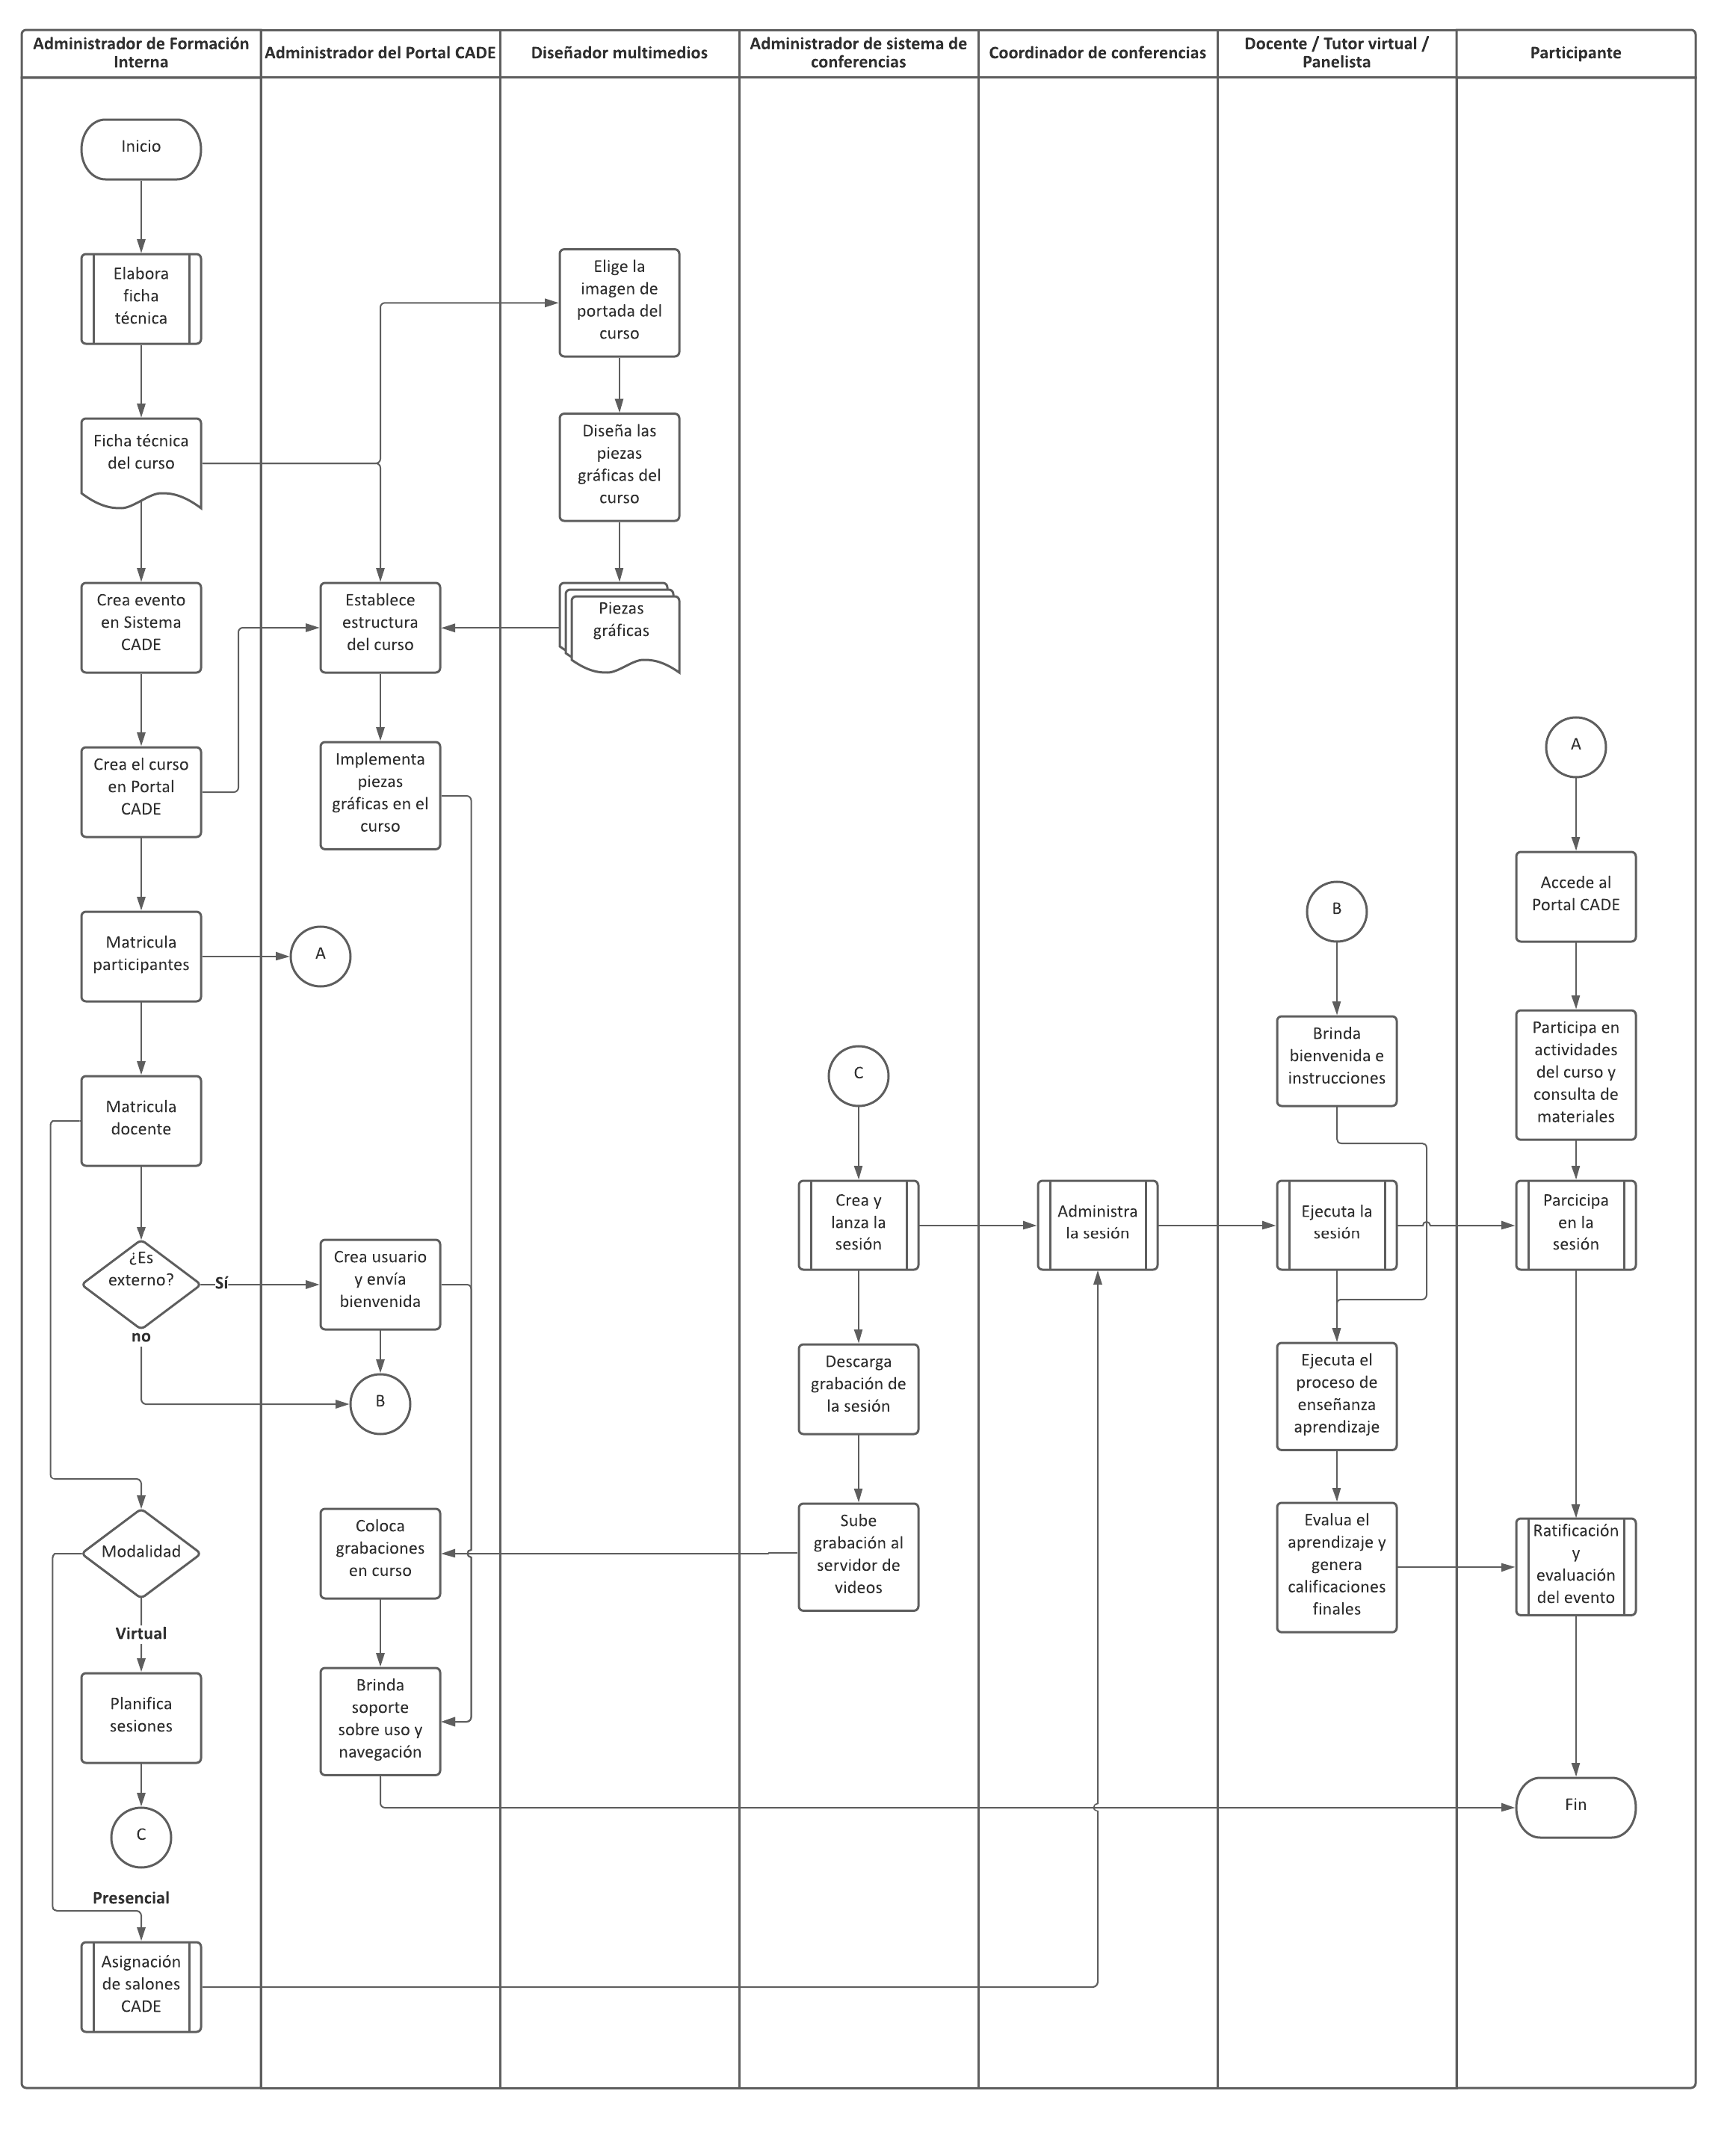 Administrador de Formación
Interna
Administrador del Portal CADE
Diseñador multimedios
Administrador de sistema de
conferencias
Coordinador de conferencias
Docente / Tutor virtual /
Panelista
Participante
Inicio
Elabora
ficha
técnica
Ficha técnica
del curso
Crea evento
en Sistema
CADE
Crea el curso
en Portal
CADE
Matricula
participantes
Matricula
docente
¿Es
externo?
Sí
no
Modalidad
Virtual
Planifica
sesiones
C
Presencial
Asignación
de salones
CADE
Establece
estructura
del curso
Implementa
piezas
gráficas en el
curso
A
Crea usuario
y envía
bienvenida
B
Coloca
grabaciones
en curso
Brinda
soporte
sobre uso y
navegación
Elige la
imagen de
portada del
curso
Diseña las
piezas
gráficas del
curso
Piezas
gráficas
C
Crea y
lanza la
sesión
Descarga
grabación de
la sesión
Sube
grabación al
servidor de
videos
Administra
la sesión
B
Brinda
bienvenida e
instrucciones
Ejecuta la
sesión
Ejecuta el
proceso de
enseñanza
aprendizaje
Evalua el
aprendizaje y
genera
calificaciones
finales
A
Accede al
Portal CADE
Participa en
actividades
del curso y
consulta de
materiales
Parcicipa
en la
sesión
Ratificación
y
evaluación
del evento
Fin